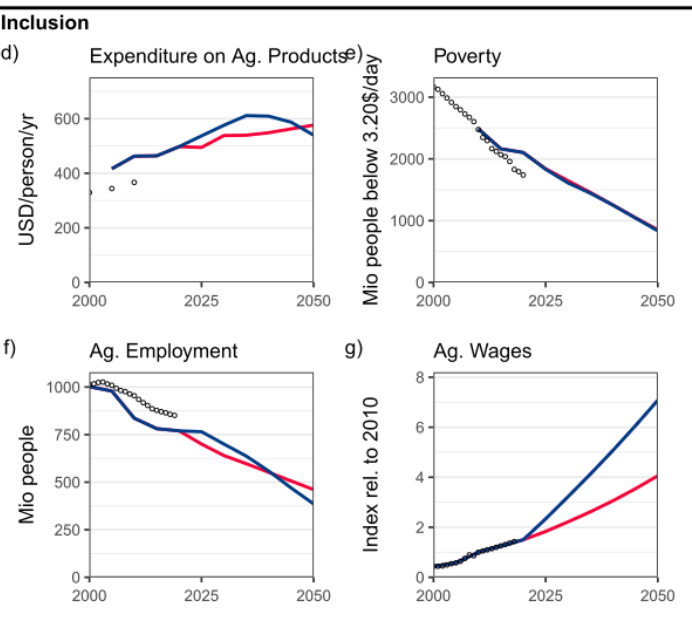 Inclusion
d)
Expenditure on Ag. Products
USD/person/yr
600
400
200
0
2000
2025
2050
e)
Poverty
Mio people below 3.20$/day
3000
2000
1000
0
2000
2025
2050
f)
Ag. Employment
Mio people
1000
750
500
250
0
2000
2025
2050
g)
Ag. Wages
Index rel. to 2010
8
6
4
2
0
2000
2025
2050